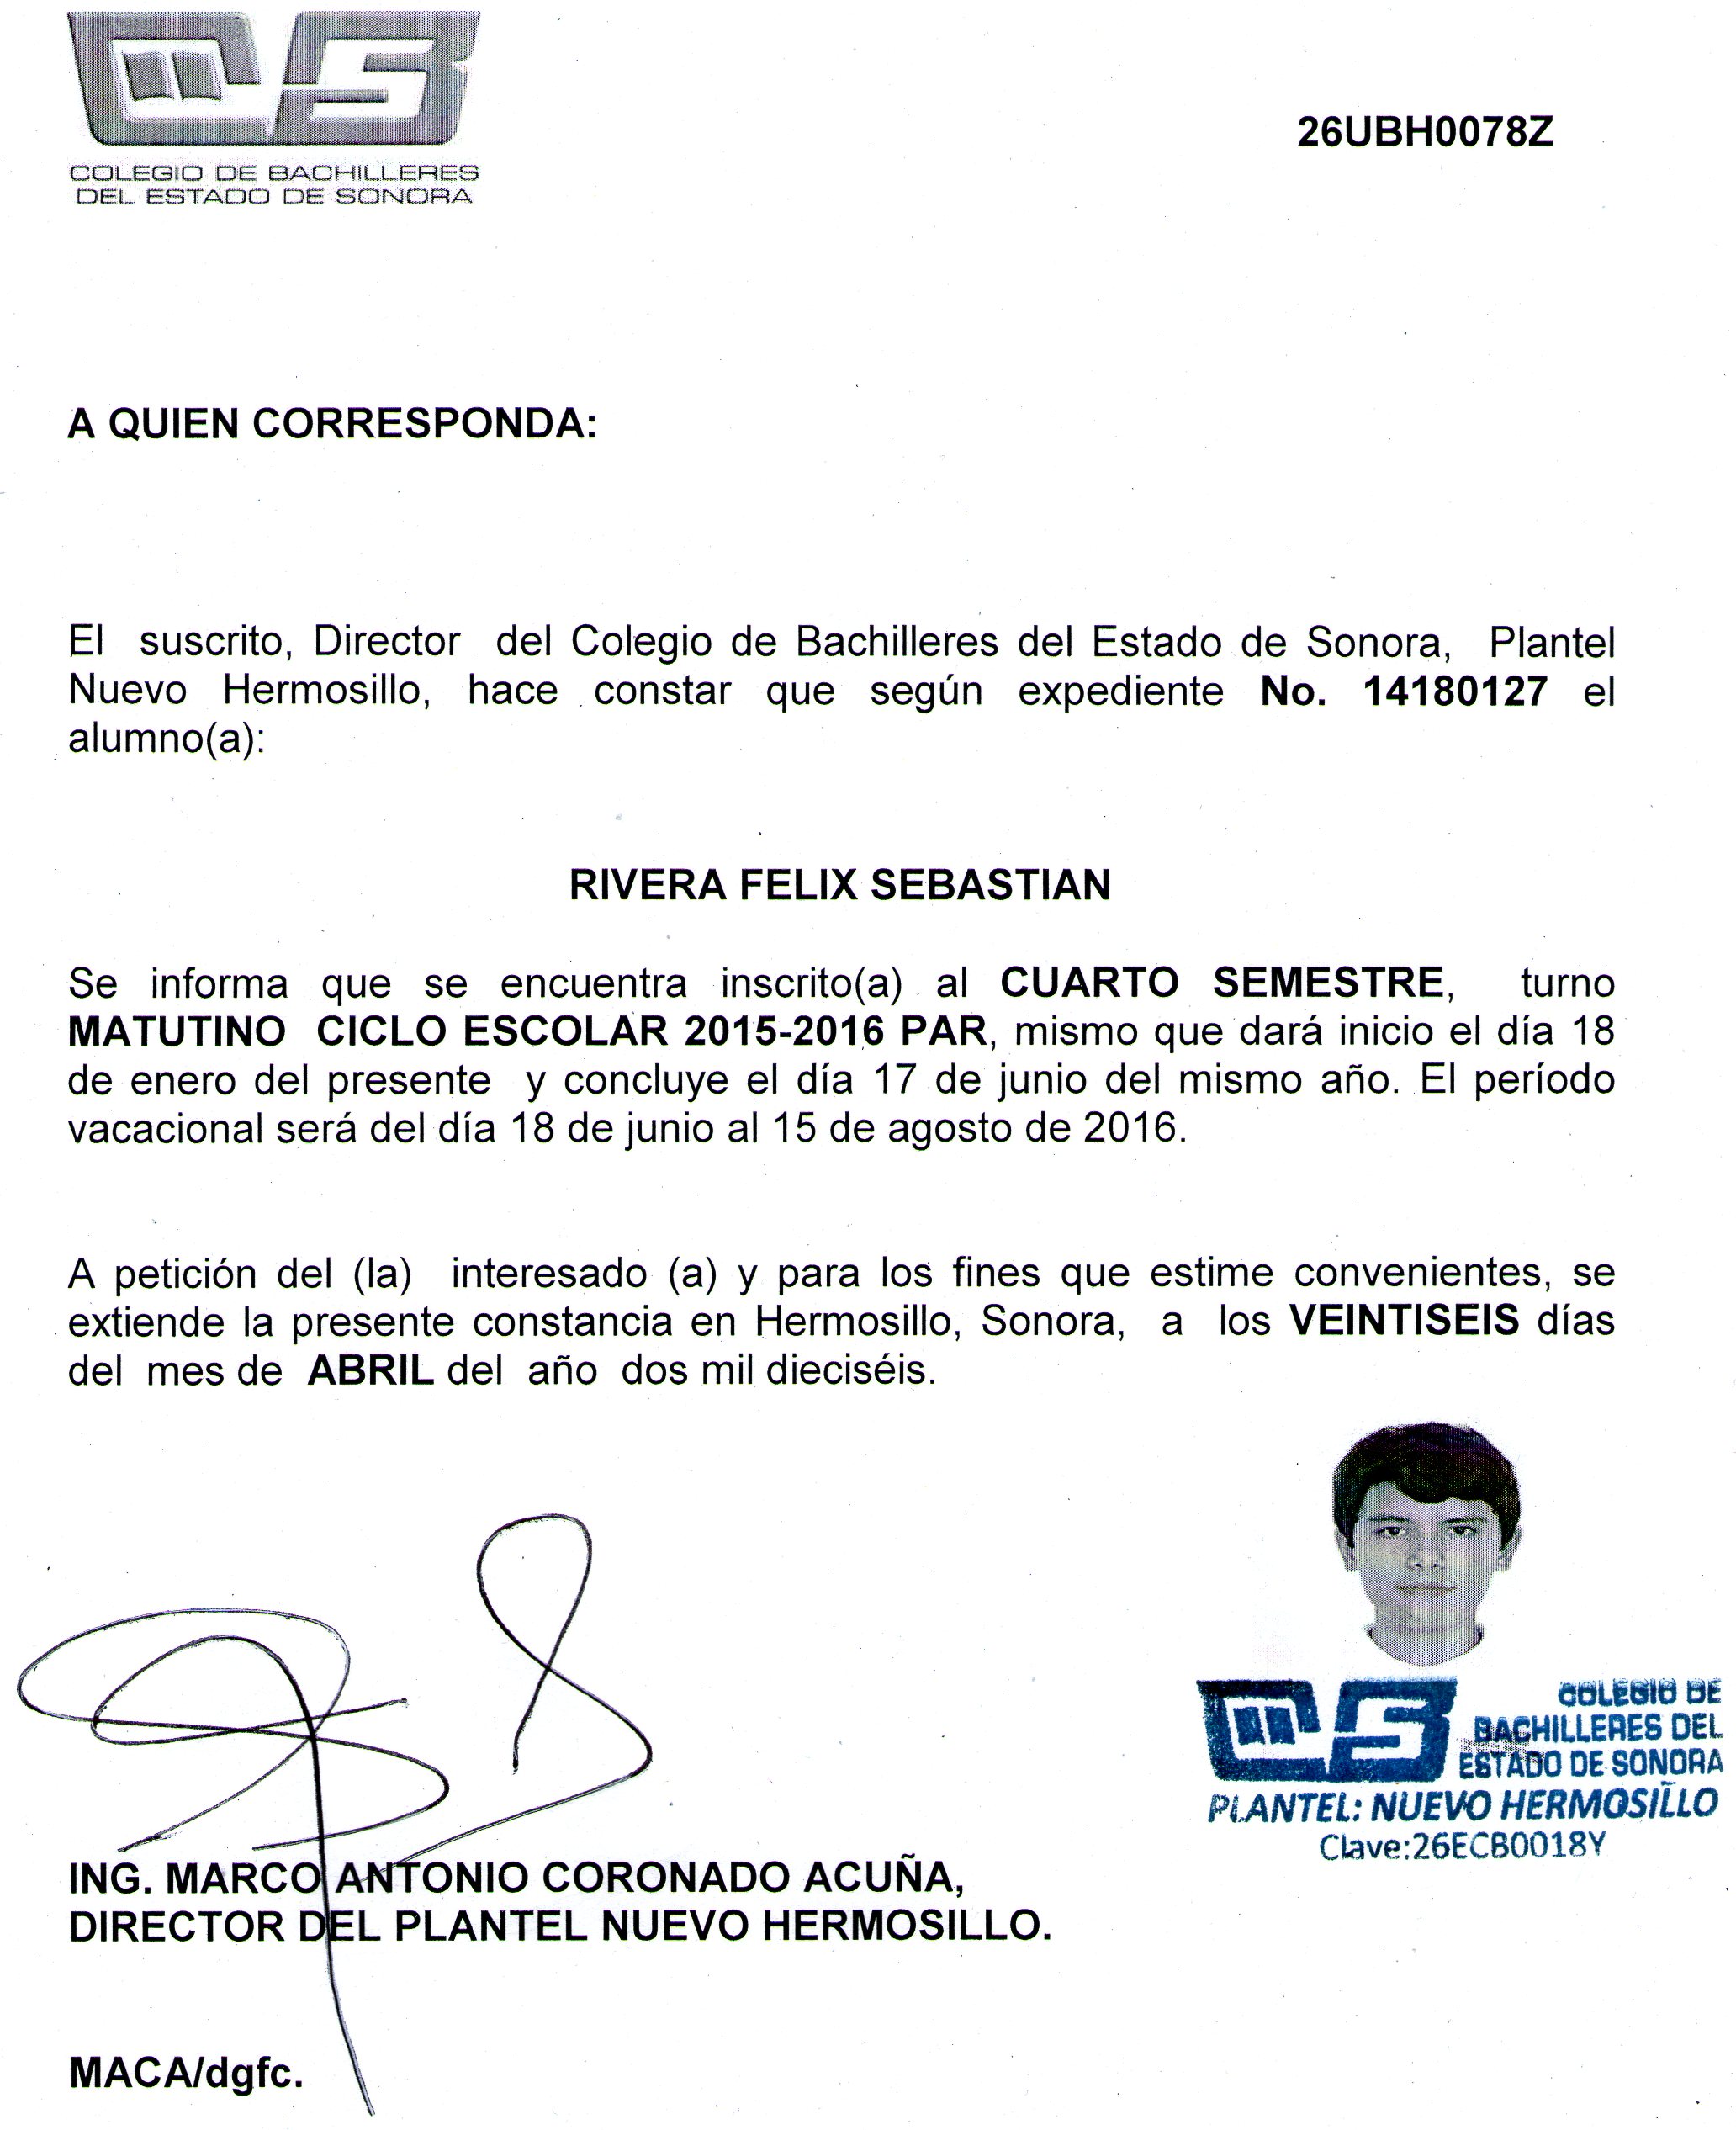 COLEGIO DE BACHILLERES
DEL ESTADO DE SONORA
26UBH0078Z
A QUIEN CORRESPONDA:
El suscrito, Director del Colegio de Bachilleres del Estado de Sonora, Plantel
Nuevo Hermosillo, hace constar que según expediente No. 14180127 el
alumno(a):
RIVERA FELIX SEBASTIAN
Se informa que se encuentra inscrito(a) al CUARTO SEMESTRE, turno
MATUTINO CICLO ESCOLAR 2015-2016 PAR, mismo que dará inicio el día 18
de enero del presente y concluye el día 17 de junio del mismo año. El período
vacacional será del día 18 de junio al 15 de agosto de 2016.
A petición del (la) interesado (a) y para los fines que estime convenientes, se
extiende la presente constancia en Hermosillo, Sonora, a los VEINTISEIS días
del mes de ABRIL del año dos mil dieciséis.
COLEGIO DE
BACHILLERES DEL
ESTADO DE SONORA
PLANTEL: NUEVO HERMOSILLO
Clave:26ECB0018Y
ING. MARCO ANTONIO CORONADO ACUÑA,
DIRECTOR DEL PLANTEL NUEVO HERMOSILLO.
MACA/dgfc.